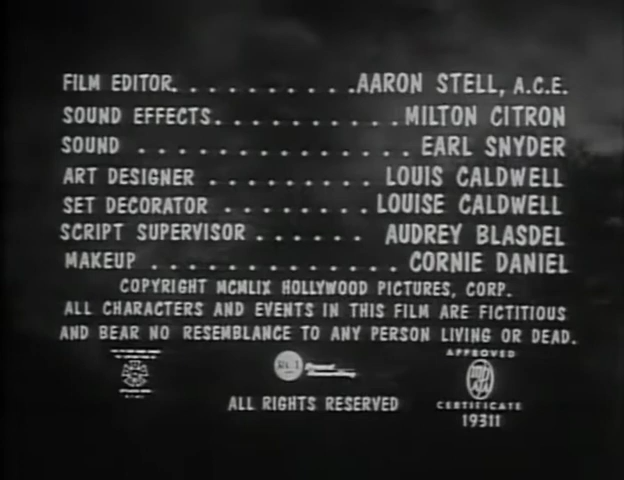 FILM EDITOR. . . . . . . . . . .AARON STELL, A.C.E.
SOUND EFFECTS. . . . . . . . . . MILTON CITRON
SOUND . . . . . . . . . . . . . . . EARL SNYDER
ART DESIGNER . . . . . . . . . LOUIS CALDWELL
SET DECORATOR . . . . . . . . LOUISE CALDWELL
SCRIPT SUPERVISOR . . . . . . AUDREY BLASDEL
MAKEUP . . . . . . . . . . . . . . CORNIE DANIEL
COPYRIGHT MCMLIX HOLLYWOOD PICTURES, CORP.
ALL CHARACTERS AND EVENTS IN THIS FILM ARE FICTITIOUS
AND BEAR NO RESEMBLANCE TO ANY PERSON LIVING OR DEAD.
ALL RIGHTS RESERVED
APPROVED
CERTIFICATE
19311